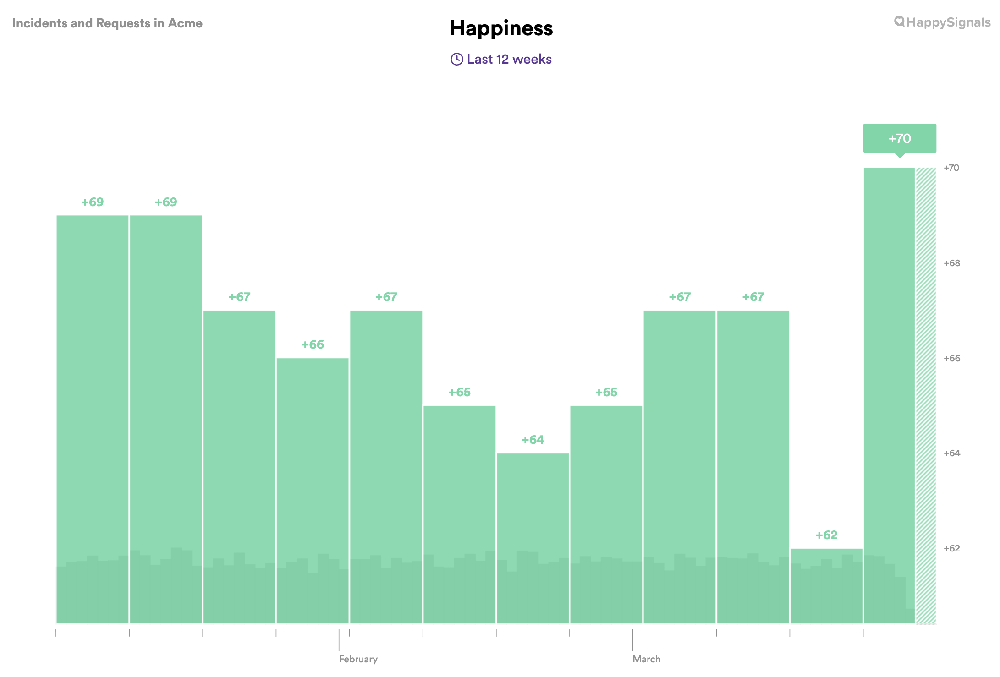 Incidents and Requests in Acme
Happiness
HappySignals
Last 12 weeks
+70
+70
+69
+69
+68
+67
+67
+67
+67
+66
+66
+65
+65
+64
+64
+62
+62
February
March